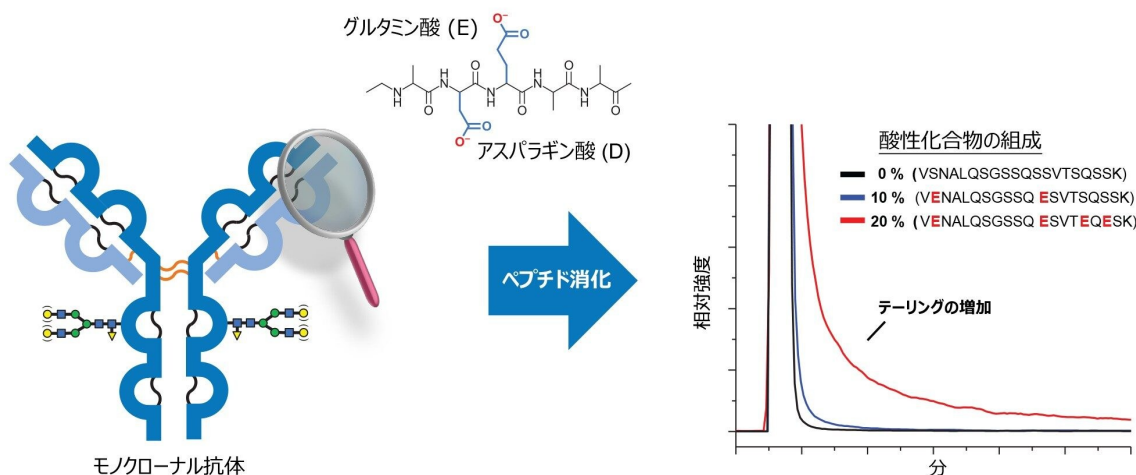 グルタミン酸 (E)
O⁻
O
H
N
O
H
N
O
H
N
N
H
O
N
H
O
N
H
O
O⁻
O
アスパラギン酸 (D)
モノクローナル抗体
ペプチド消化
酸性化合物の組成
0 % (VSNALQSGSSQSSVTSQSSK)
10 % (VENALQSGSSQ ESVTSQSSK)
20 % (VENALQSGSSQ ESVTEQESK)
テーリングの増加
相対強度
分